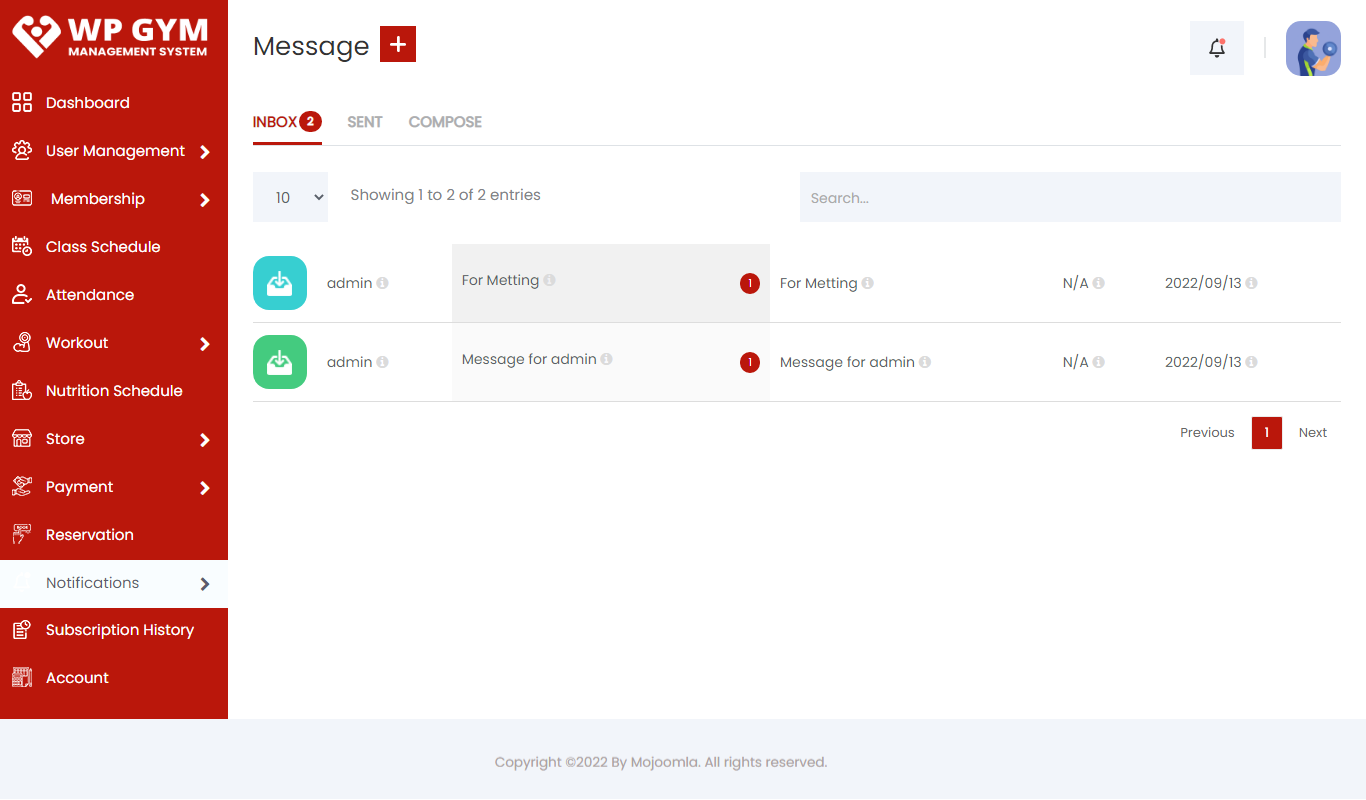 WP GYM
MANAGEMENT SYSTEM
Dashboard
User Management
Membership
Class Schedule
Attendance
Workout
Nutrition Schedule
Store
Payment
Reservation
Notifications
Subscription History
Account
Message +
INBOX 2 SENT COMPOSE
10 Showing 1 to 2 of 2 entries Search...
admin For Metting 1 For Metting N/A 2022/09/13
admin Message for admin 1 Message for admin N/A 2022/09/13
Previous 1 Next
Copyright ©2022 By Mojoomla. All rights reserved.